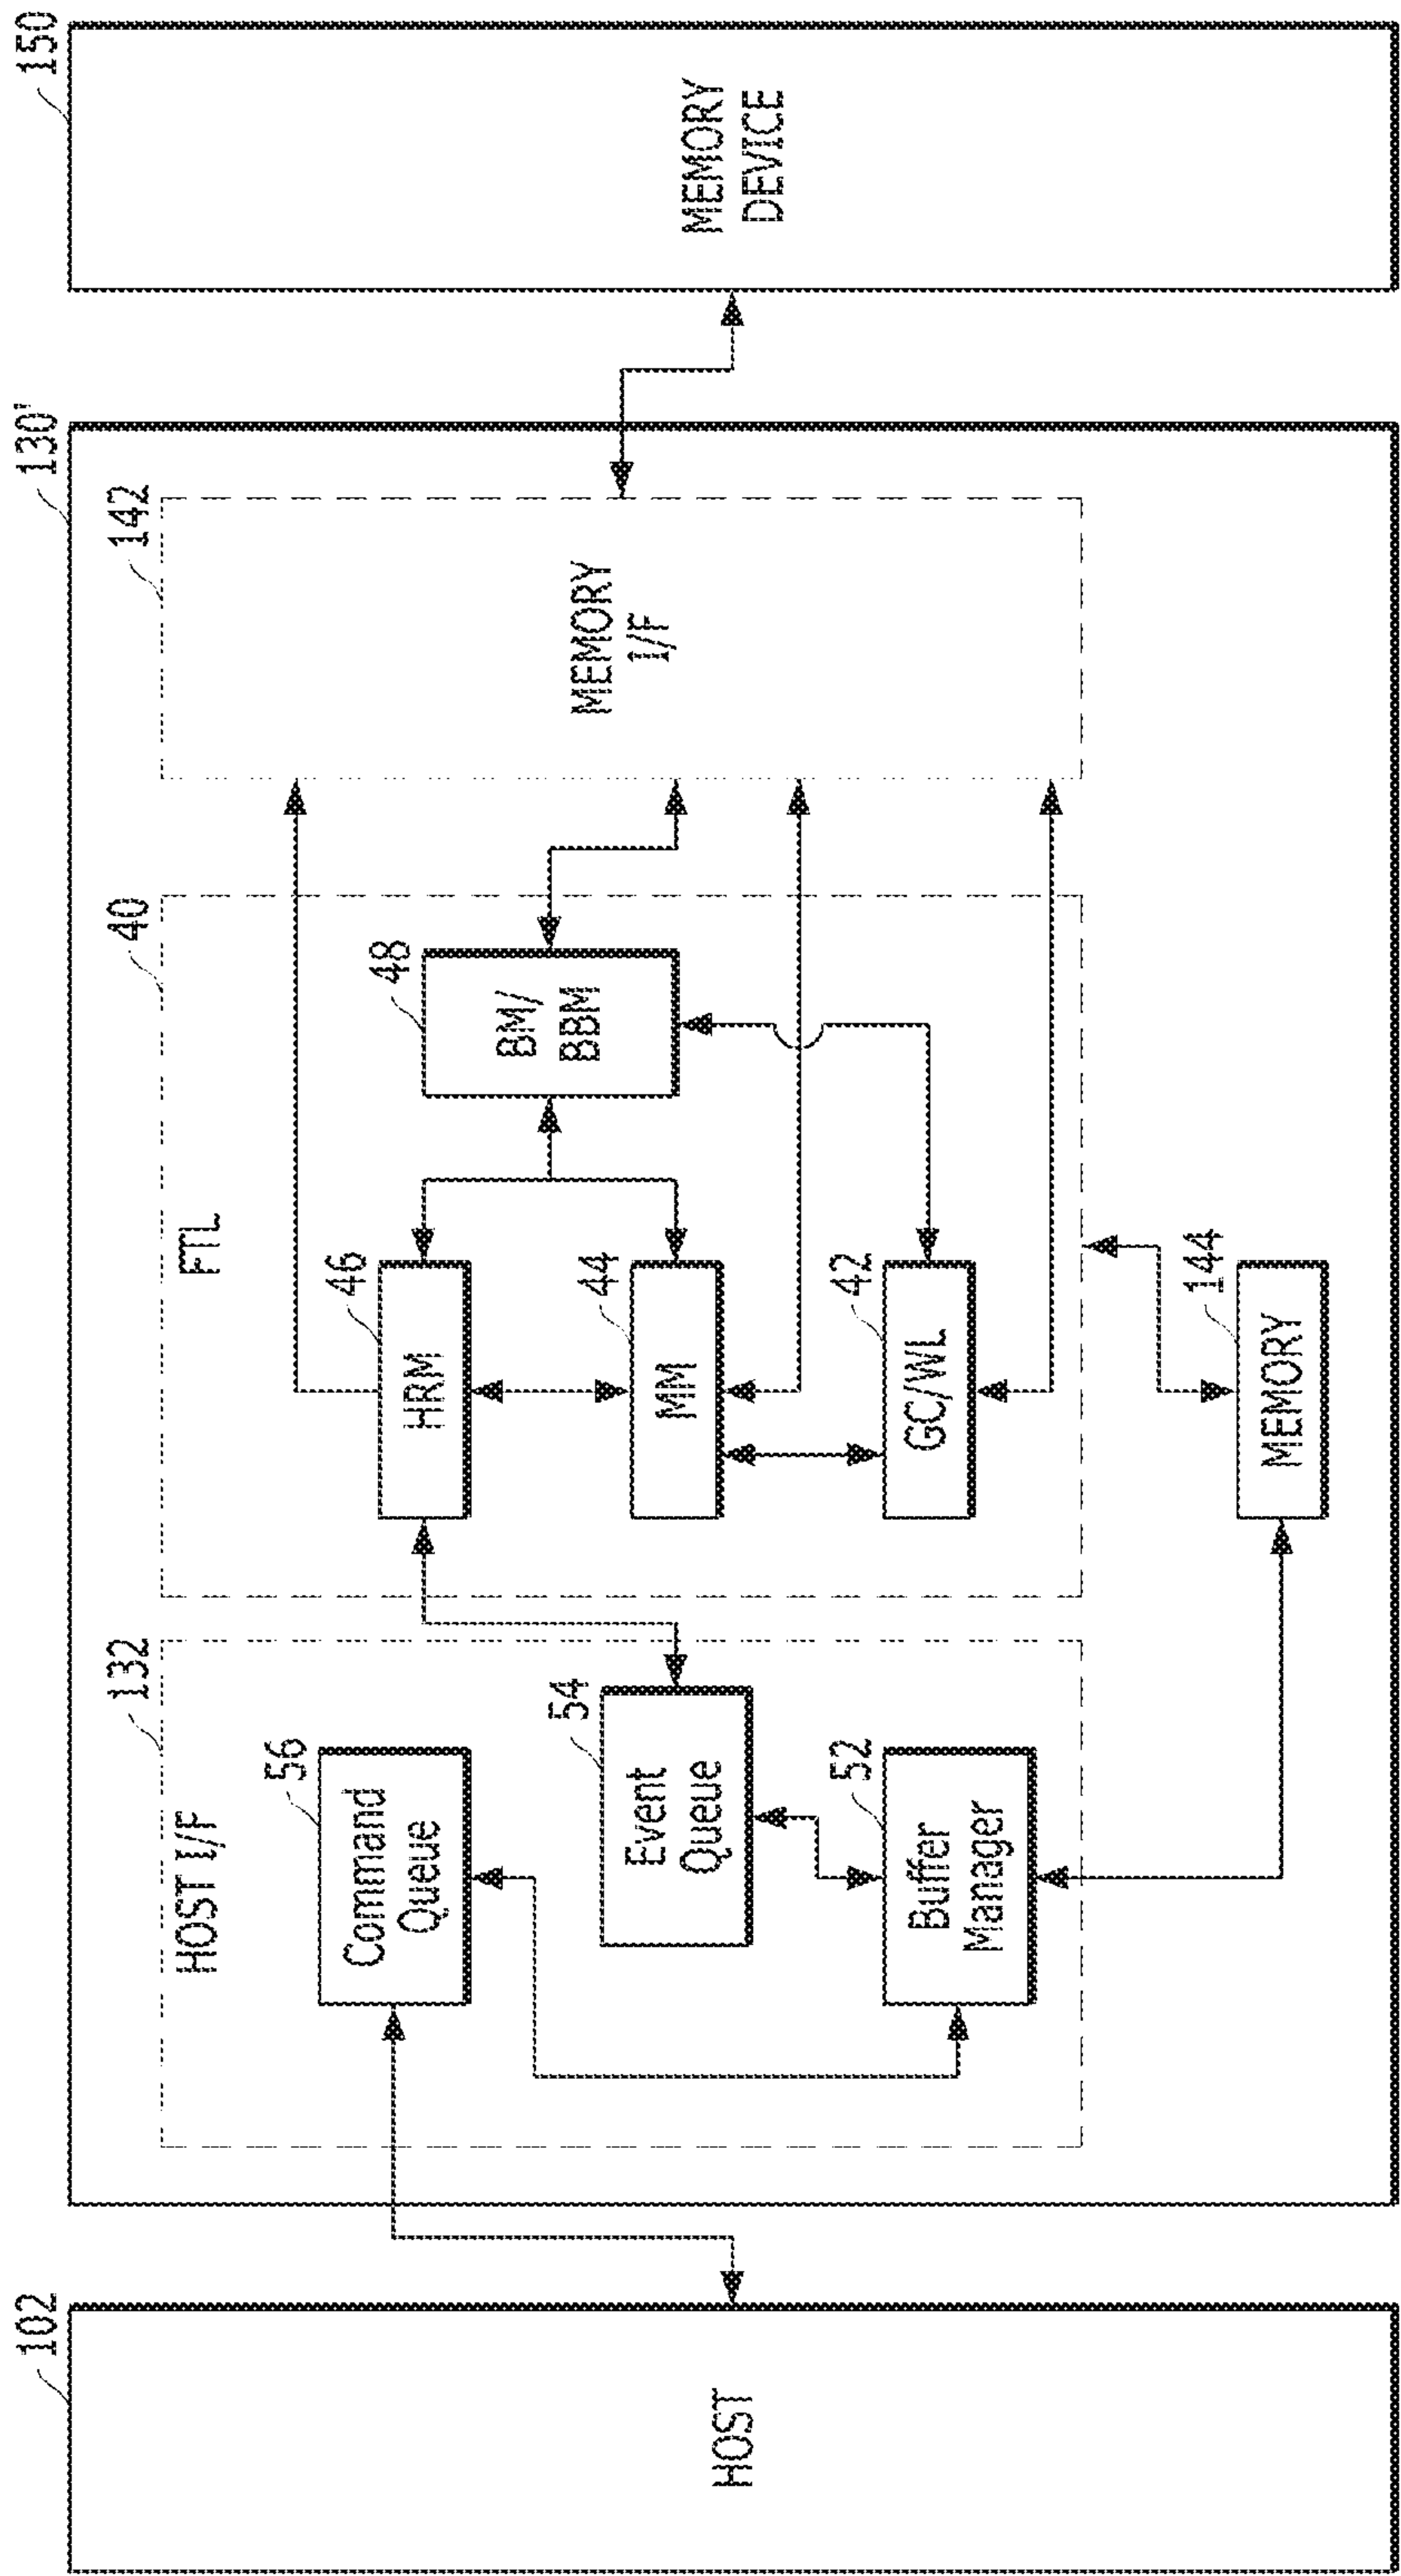 102
HOST
130'
132
HOST I/F
56
Command
Queue
54
Event
Queue
52
Buffer
Manager
40
FTL
46
HRM
44
MM
42
GC/WL
48
BM/
BBM
144
MEMORY
142
MEMORY
I/F
150
MEMORY
DEVICE